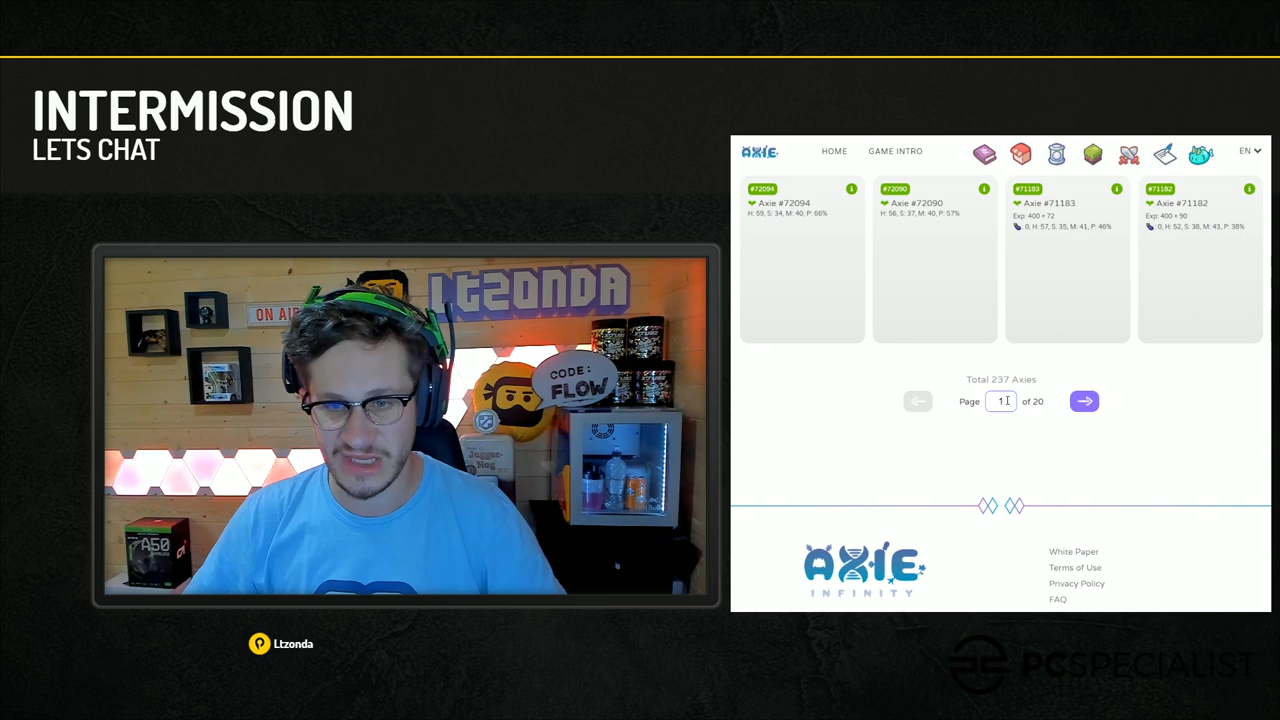 INTERMISSION
LETS CHAT
AXIE
HOME
GAME INTRO
EN
#72094
Axie #72094
H: 59, S: 34, M: 40, P: 66%
#72090
Axie #72090
H: 56, S: 37, M: 40, P: 57%
#71183
Axie #71183
Exp: 400 + 72
: 0, H: 57, S: 35, M: 41, P: 46%
#71182
Axie #71182
Exp: 400 + 90
: 0, H: 52, S: 38, M: 43, P: 38%
Total 237 Axies
Page 1 of 20
AXIE
INFINITY
White Paper
Terms of Use
Privacy Policy
FAQ
LTZONDA
ON AI
CODE:
FLOW
Jugger-
Nog
A50
Ltzonda
PCSPECIALIST